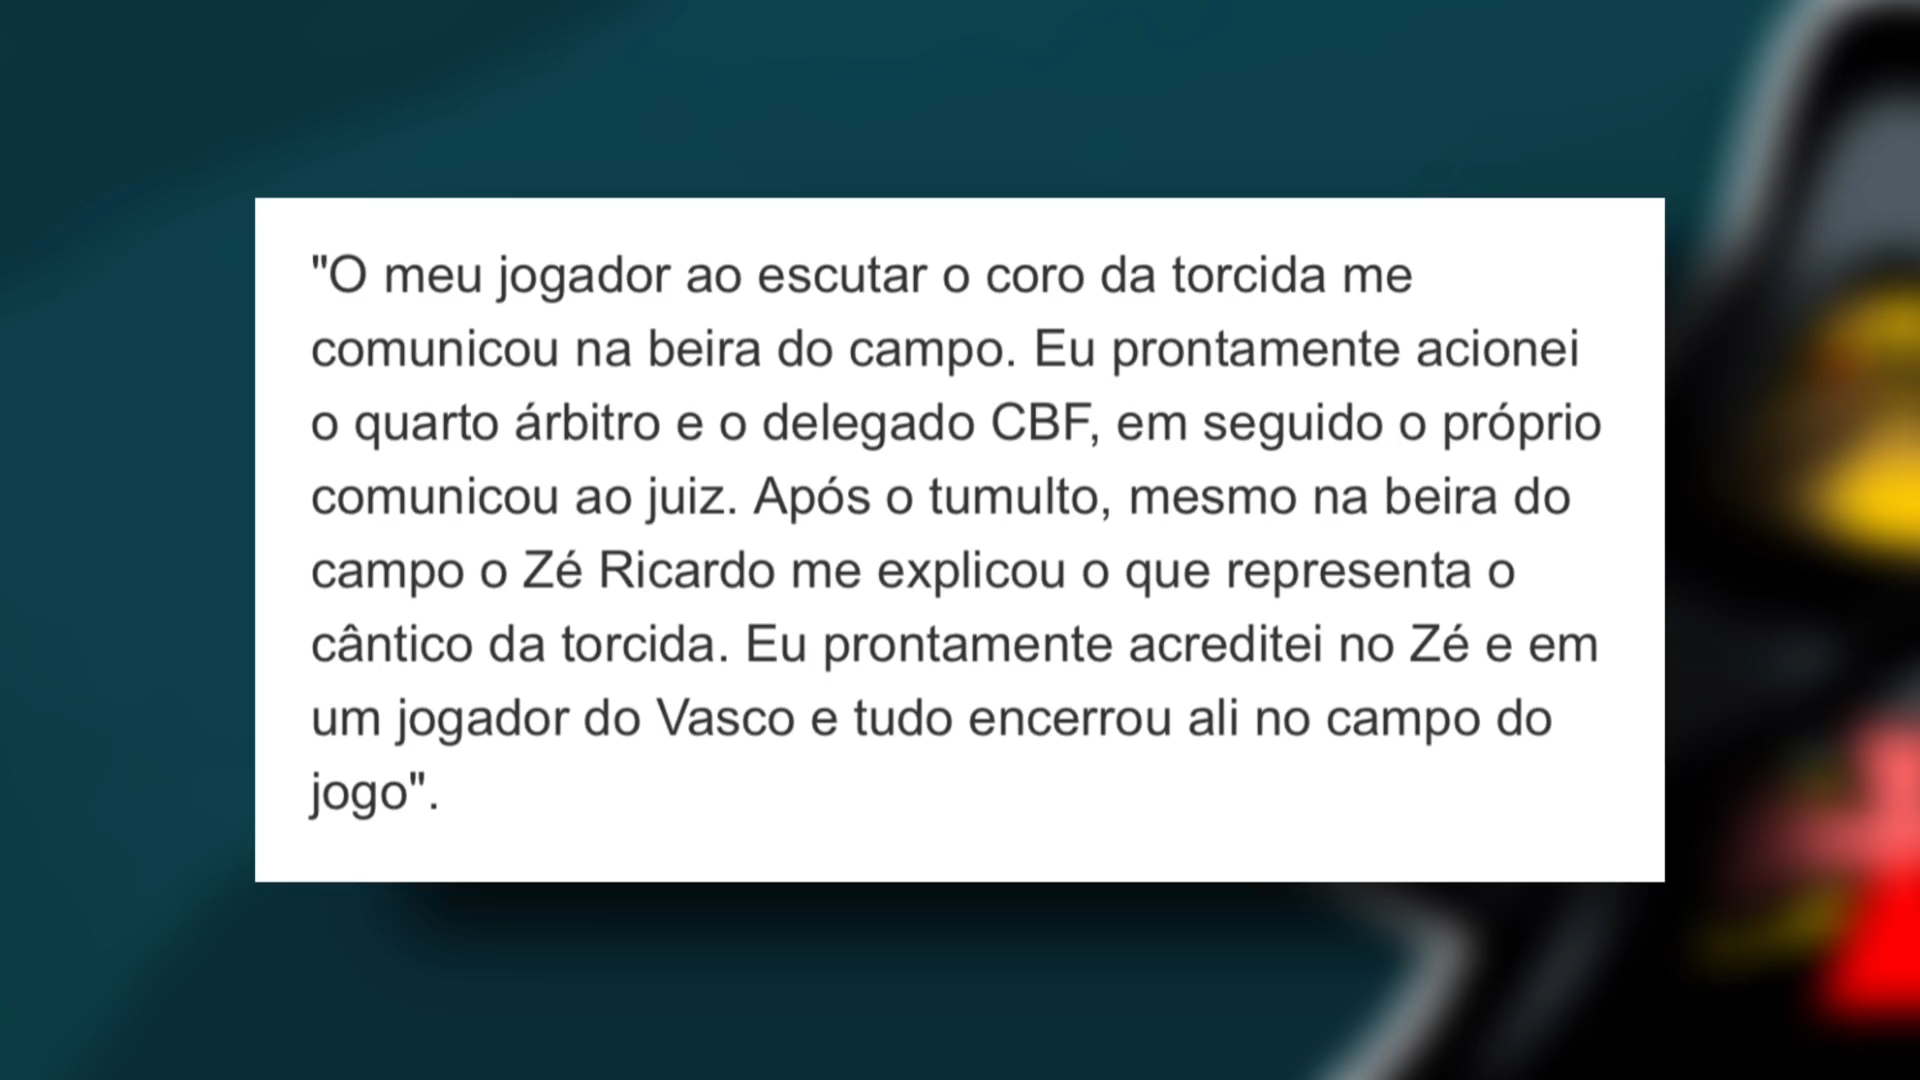 "O meu jogador ao escutar o coro da torcida me
comunicou na beira do campo. Eu prontamente acionei
o quarto árbitro e o delegado CBF, em seguido o próprio
comunicou ao juiz. Após o tumulto, mesmo na beira do
campo o Zé Ricardo me explicou o que representa o
cântico da torcida. Eu prontamente acreditei no Zé e em
um jogador do Vasco e tudo encerrou ali no campo do
jogo".